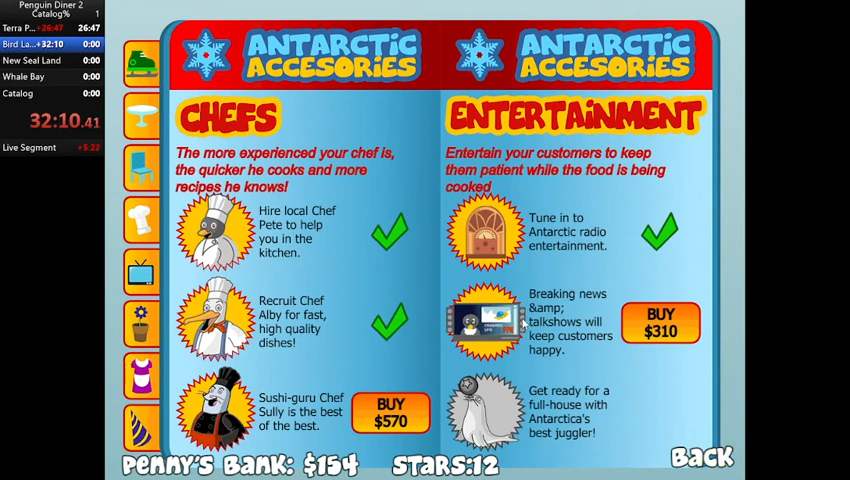 Penguin Diner 2
Catalog%
1
Terra P... +26:47 26:47
Bird La... +32:10 0:00
New Seal Land 0:00
Whale Bay 0:00
Catalog 0:00
32:10.41
Live Segment +5:22
ANTARCTIC
ACCESORIES
CHEFS
The more experienced your chef is,
the quicker he cooks and more
recipes he knows!
Hire local Chef
Pete to help
you in the
kitchen.
Recruit Chef
Alby for fast,
high quality
dishes!
Sushi-guru Chef
Sully is the best
of the best.
BUY
$570
ANTARCTIC
ACCESORIES
ENTERTAINMENT
Entertain your customers to keep
them patient while the food is being
cooked
Tune in to
Antarctic radio
entertainment.
Breaking news
&amp;
talkshows will
keep customers
happy.
BUY
$310
Get ready for a
full-house with
Antarctica's
best juggler!
PENNY'S BANK: $154
STARS:12
BACK